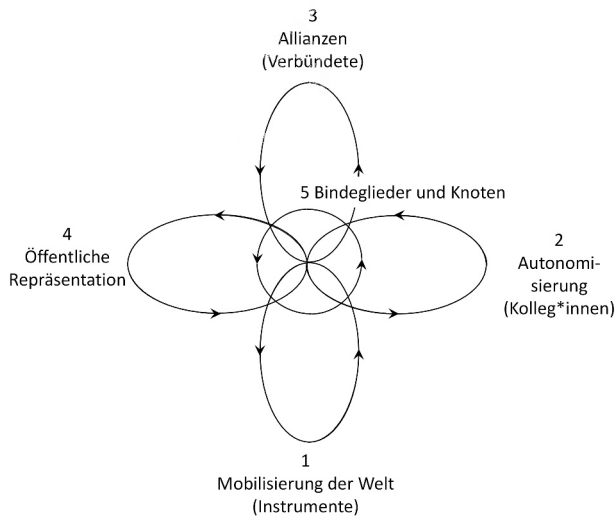 3
Allianzen
(Verbündete)
5 Bindeglieder und Knoten
4
Öffentliche
Repräsentation
2
Autonomi-
sierung
(Kolleg*innen)
1
Mobilisierung der Welt
(Instrumente)